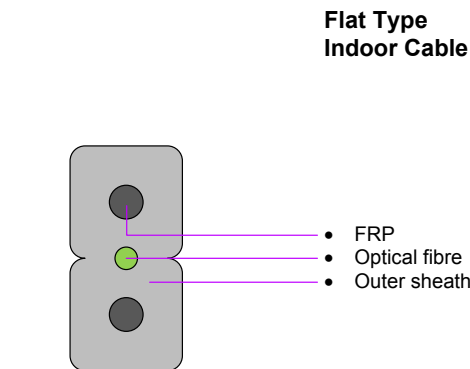 Flat Type
Indoor Cable
● FRP
● Optical fibre
● Outer sheath